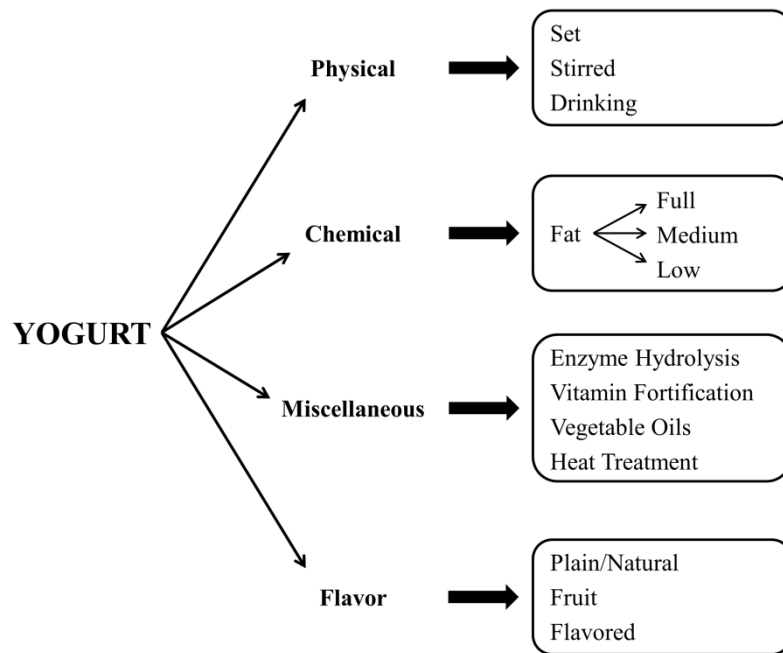 YOGURT
Physical
Set
Stirred
Drinking
Chemical
Fat
Full
Medium
Low
Miscellaneous
Enzyme Hydrolysis
Vitamin Fortification
Vegetable Oils
Heat Treatment
Flavor
Plain/Natural
Fruit
Flavored